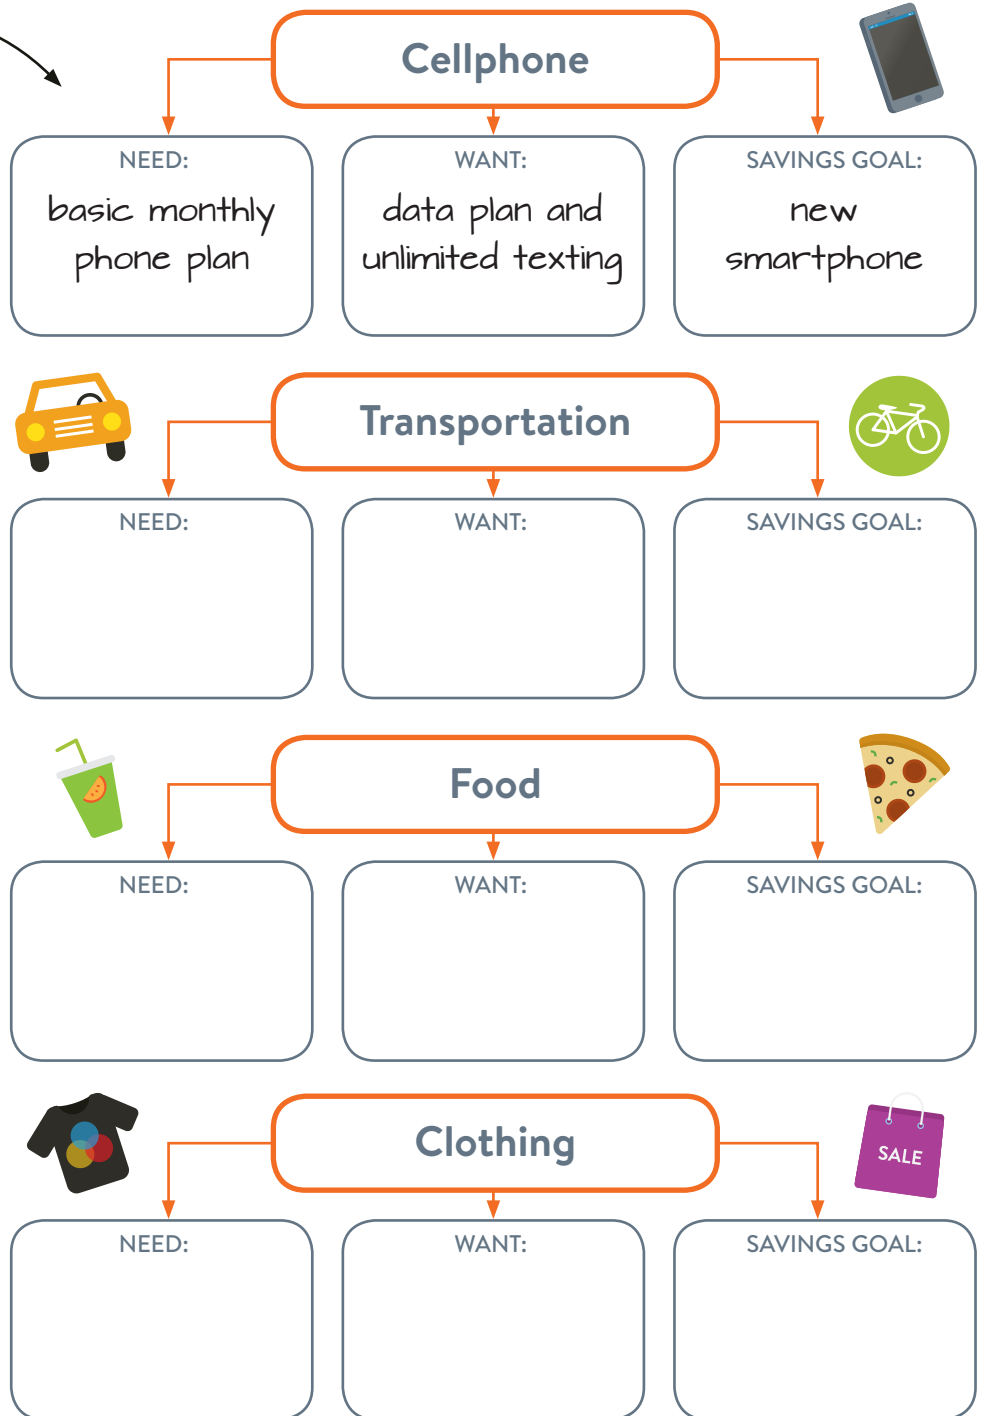 Cellphone
NEED:
basic monthly
phone plan
WANT:
data plan and
unlimited texting
SAVINGS GOAL:
new
smartphone
Transportation
NEED:
WANT:
SAVINGS GOAL:
Food
NEED:
WANT:
SAVINGS GOAL:
Clothing
SALE
NEED:
WANT:
SAVINGS GOAL: